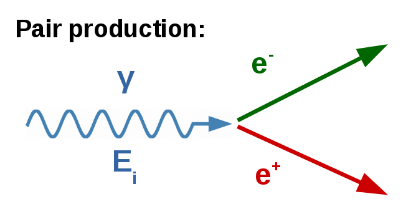 Pair production:
γ
e⁻
Eᵢ
e⁺